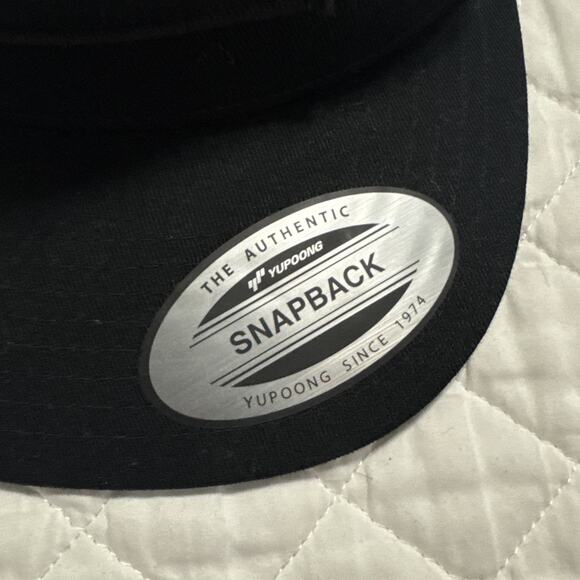 THE AUTHENTIC
YUPOONG
SNAPBACK
YUPOONG SINCE 1974